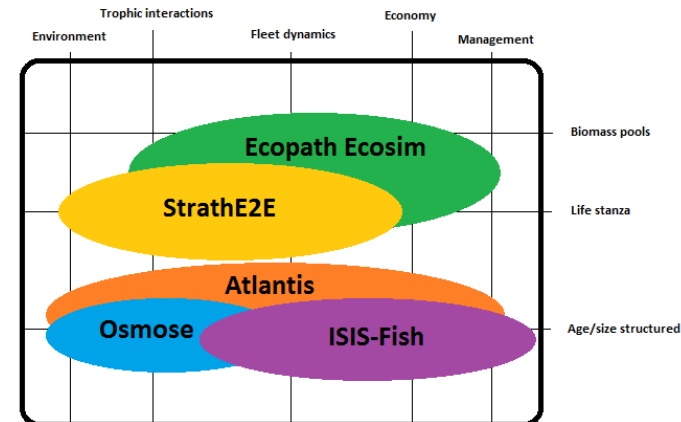 Trophic interactions
Economy
Environment
Fleet dynamics
Management
Biomass pools
Ecopath Ecosim
StrathE2E
Life stanza
Atlantis
Osmose
ISIS-Fish
Age/size structured